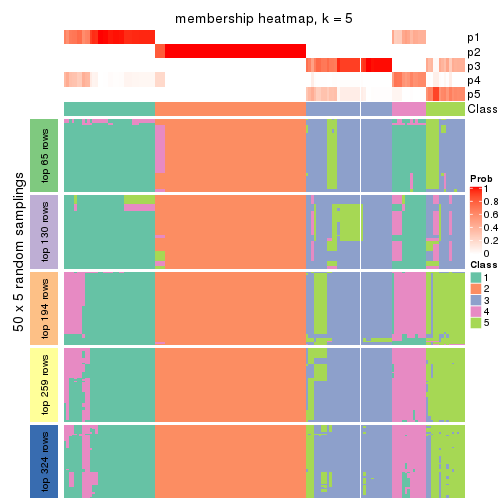 membership heatmap, k = 5
p1
p2
p3
p4
p5
Class
50 x 5 random samplings
top 65 rows
top 130 rows
top 194 rows
top 259 rows
top 324 rows
Prob
1
0.8
0.6
0.4
0.2
0
Class
1
2
3
4
5